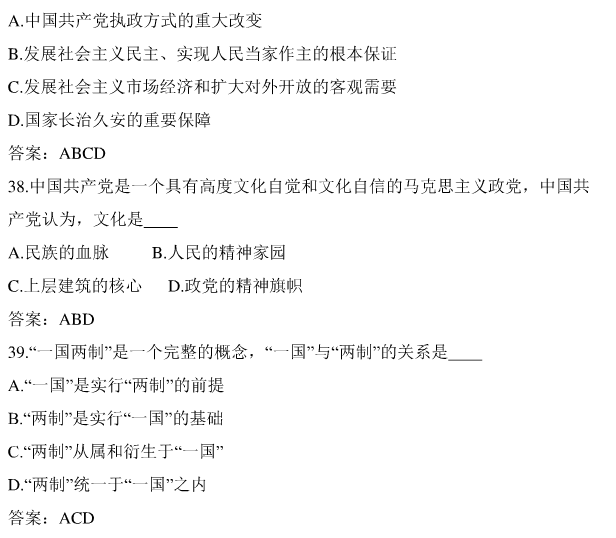 A.中国共产党执政方式的重大改变
B.发展社会主义民主、实现人民当家作主的根本保证
C.发展社会主义市场经济和扩大对外开放的客观需要
D.国家长治久安的重要保障
答案：ABCD
38.中国共产党是一个具有高度文化自觉和文化自信的马克思主义政党，中国共
产党认为，文化是____
A.民族的血脉 B.人民的精神家园
C.上层建筑的核心 D.政党的精神旗帜
答案：ABD
39.“一国两制”是一个完整的概念，“一国”与“两制”的关系是____
A.“一国”是实行“两制”的前提
B.“两制”是实行“一国”的基础
C.“两制”从属和衍生于“一国”
D.“两制”统一于“一国”之内
答案：ACD